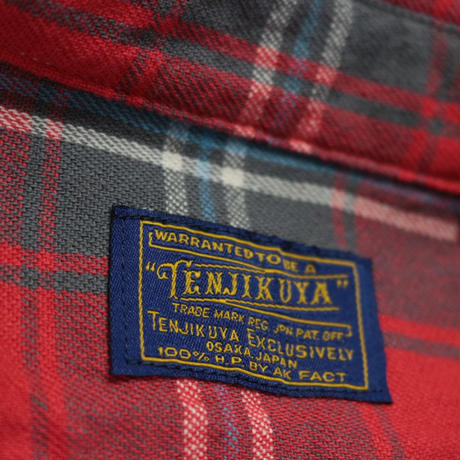 WARRANTED TO BE A
"TENJIKUYA"
TRADE MARK REG. JPN. PAT. OFF.
TENJIKUYA EXCLUSIVELY
OSAKA, JAPAN
100% H.P. BY AK FACT